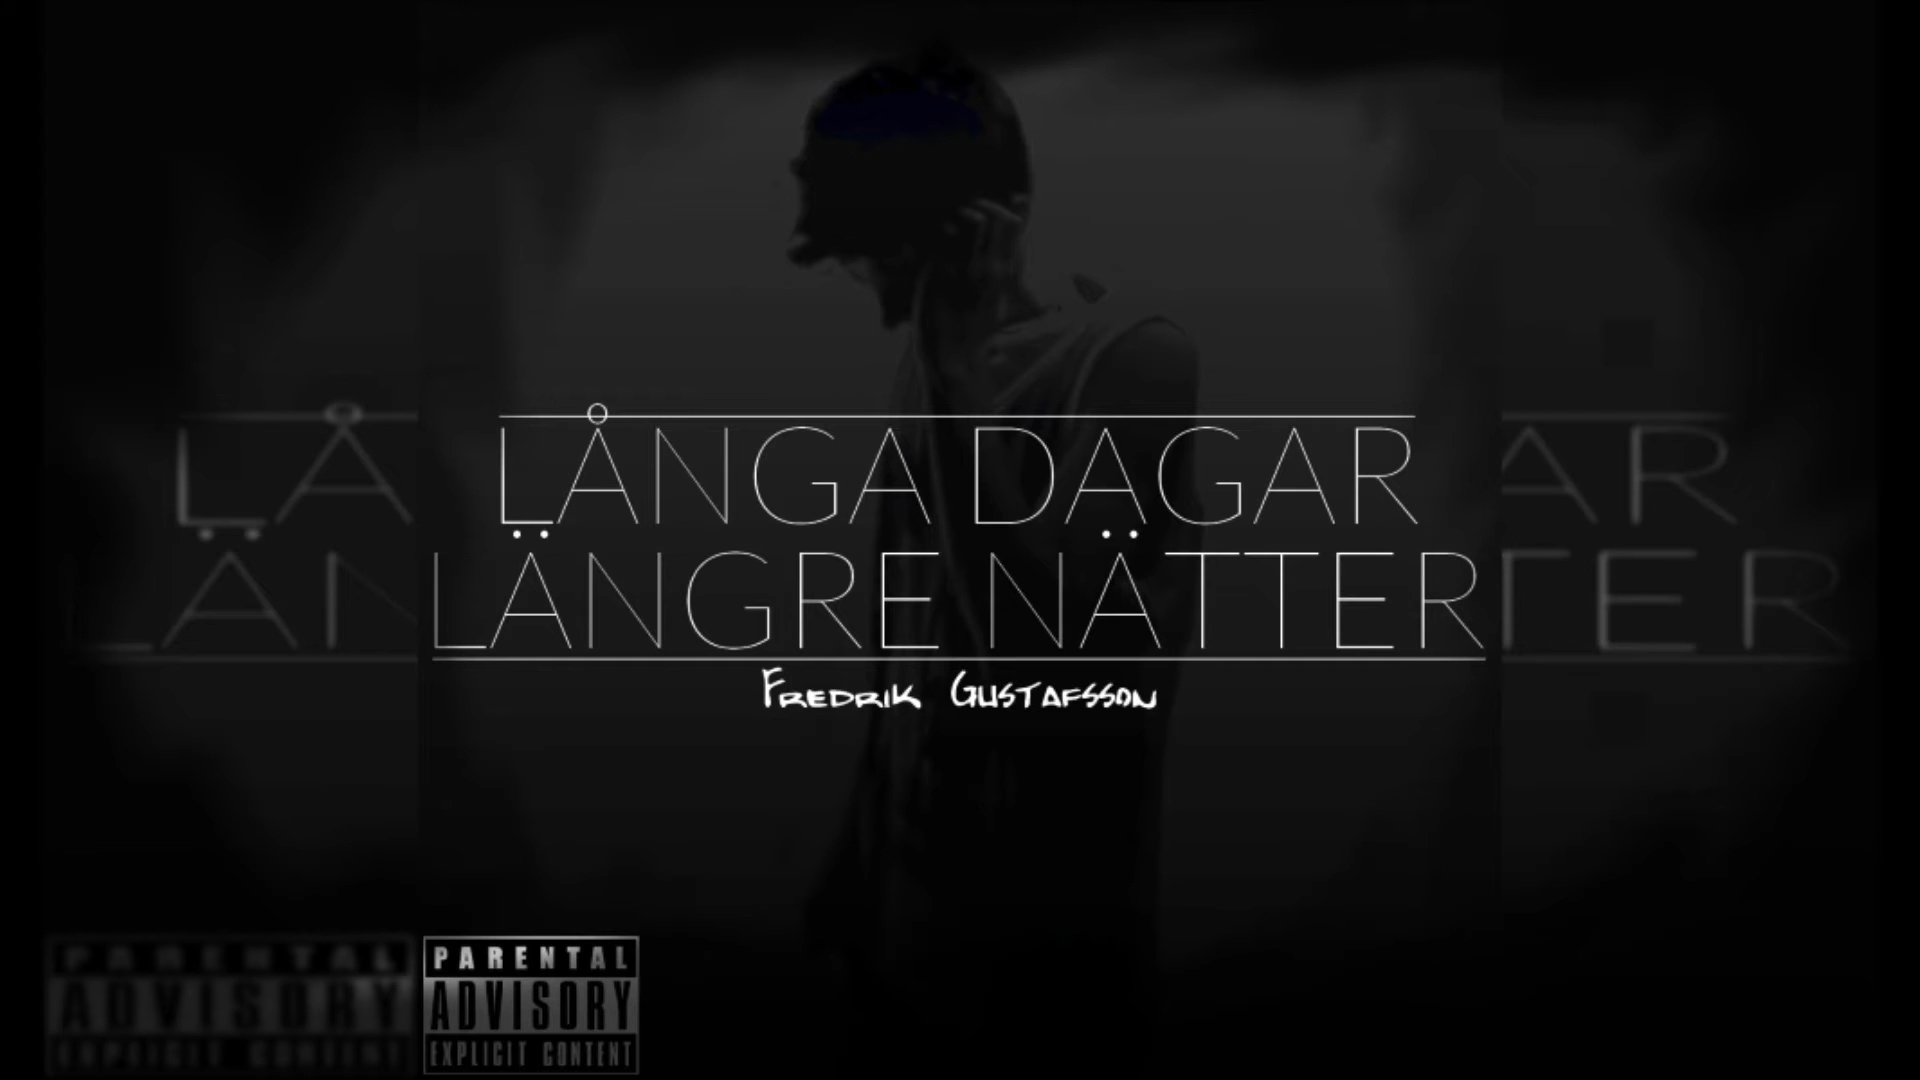 LÅNGA DAGAR
LÄNGRE NÄTTER
FREDRIK GUSTAFSSON
PARENTAL
ADVISORY
EXPLICIT CONTENT